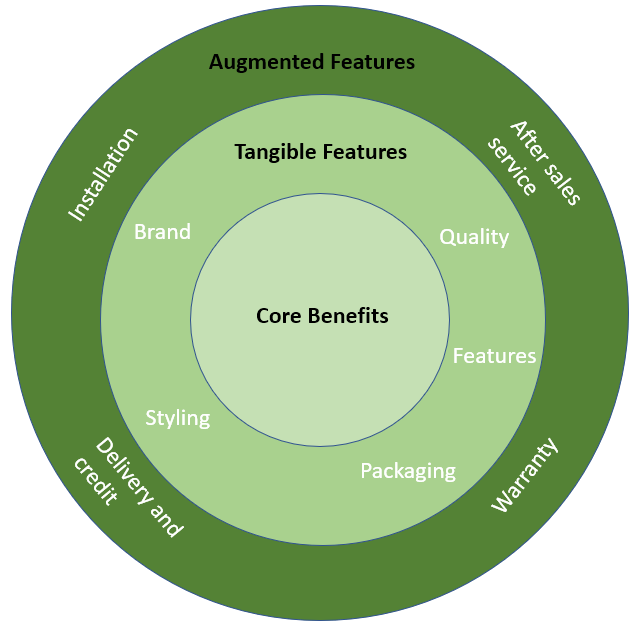 Augmented Features
Installation
After sales
service
Tangible Features
Brand
Quality
Core Benefits
Features
Styling
Packaging
Delivery and
credit
Warranty